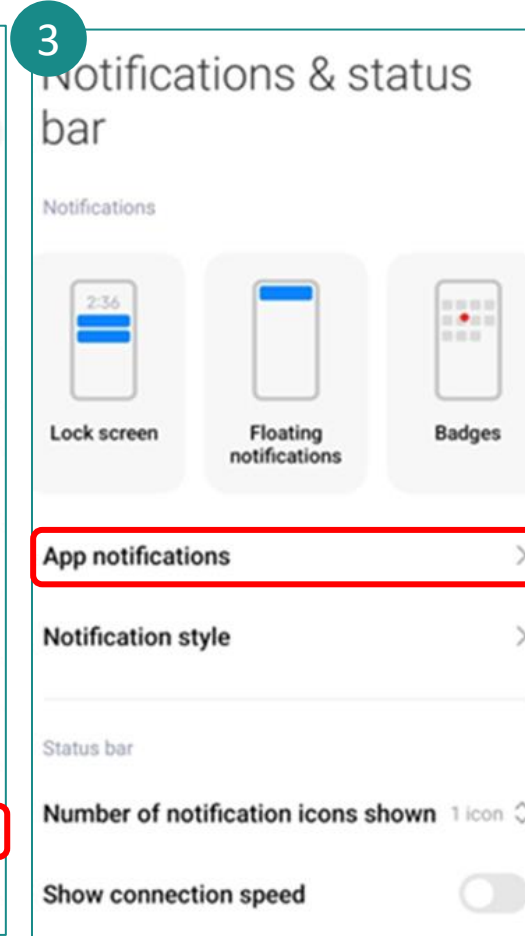 3
Notifications & status
bar
Notifications
2:36
Lock screen
Floating
notifications
Badges
App notifications
Notification style
Status bar
Number of notification icons shown 1 icon
Show connection speed